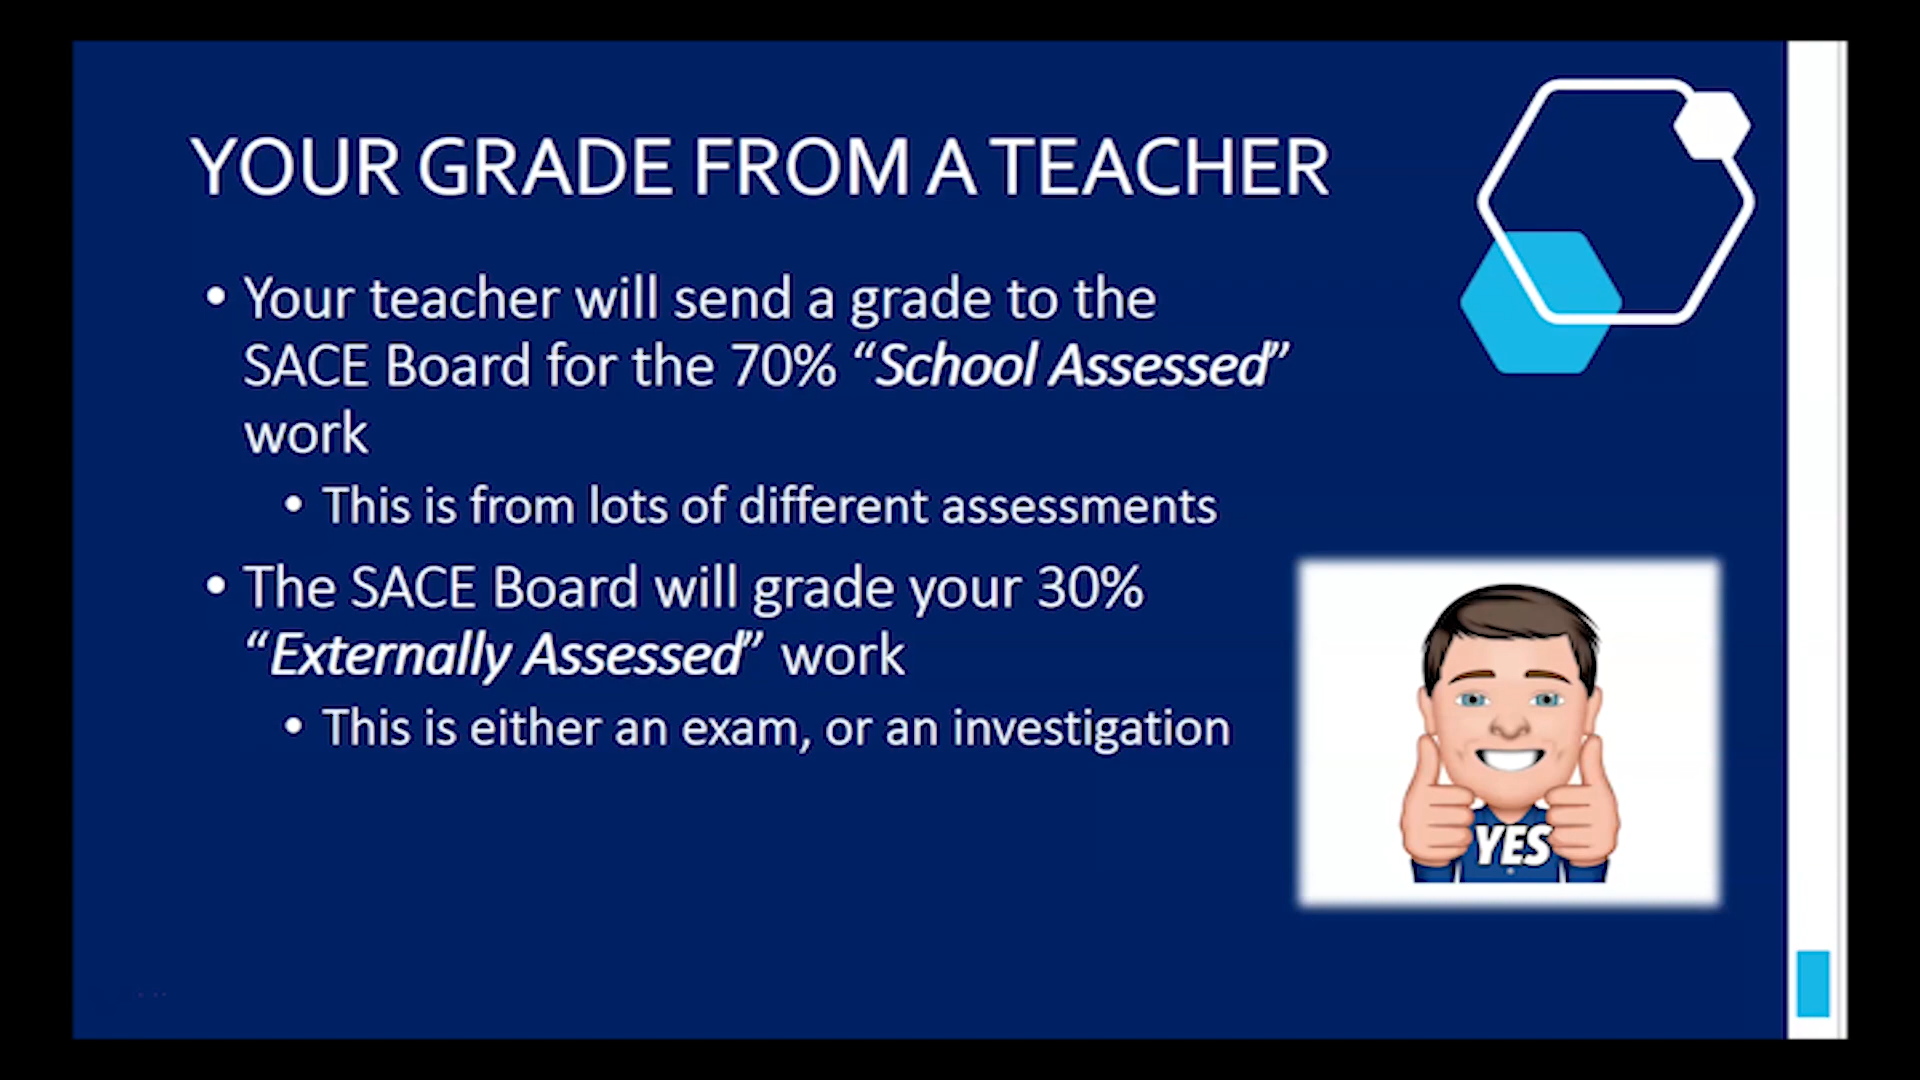 YOUR GRADE FROM A TEACHER
• Your teacher will send a grade to the
SACE Board for the 70% “School Assessed”
work
• This is from lots of different assessments
• The SACE Board will grade your 30%
“Externally Assessed” work
• This is either an exam, or an investigation
YES